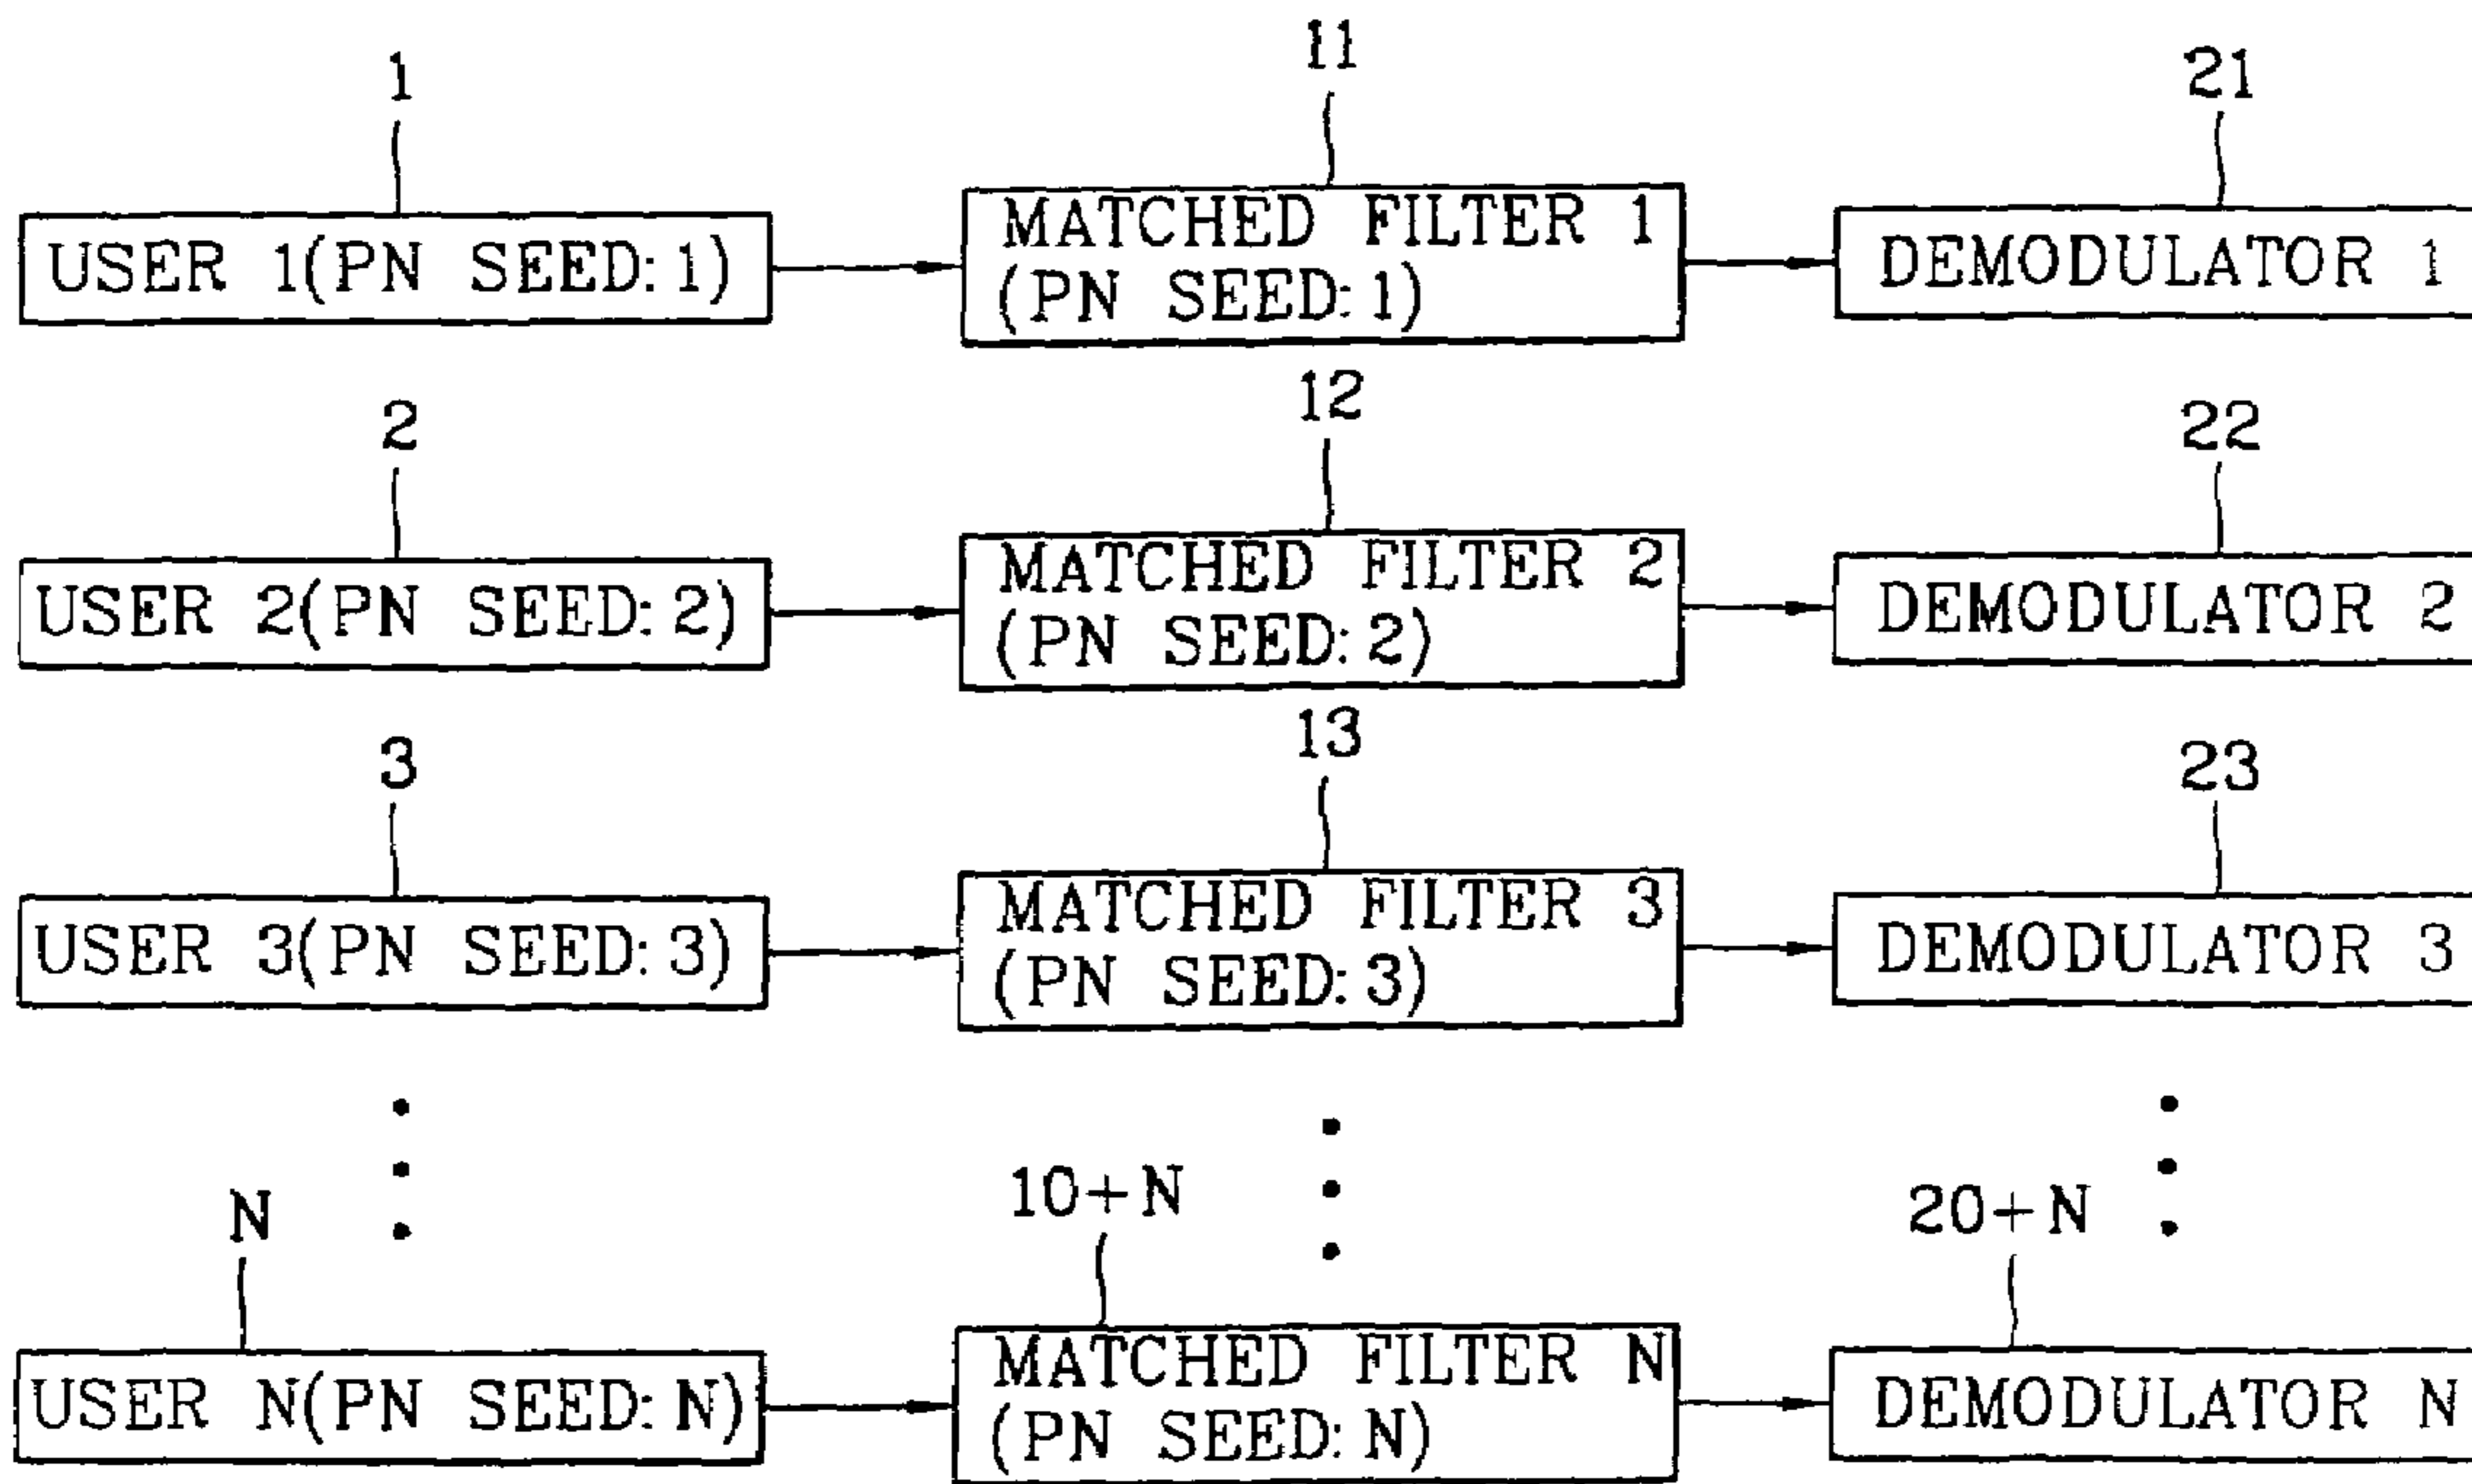 1
11
21
USER 1(PN SEED:1)
MATCHED FILTER 1
(PN SEED:1)
DEMODULATOR 1
2
12
22
USER 2(PN SEED:2)
MATCHED FILTER 2
(PN SEED:2)
DEMODULATOR 2
3
13
23
USER 3(PN SEED:3)
MATCHED FILTER 3
(PN SEED:3)
DEMODULATOR 3
N
10+N
20+N
USER N(PN SEED:N)
MATCHED FILTER N
(PN SEED:N)
DEMODULATOR N